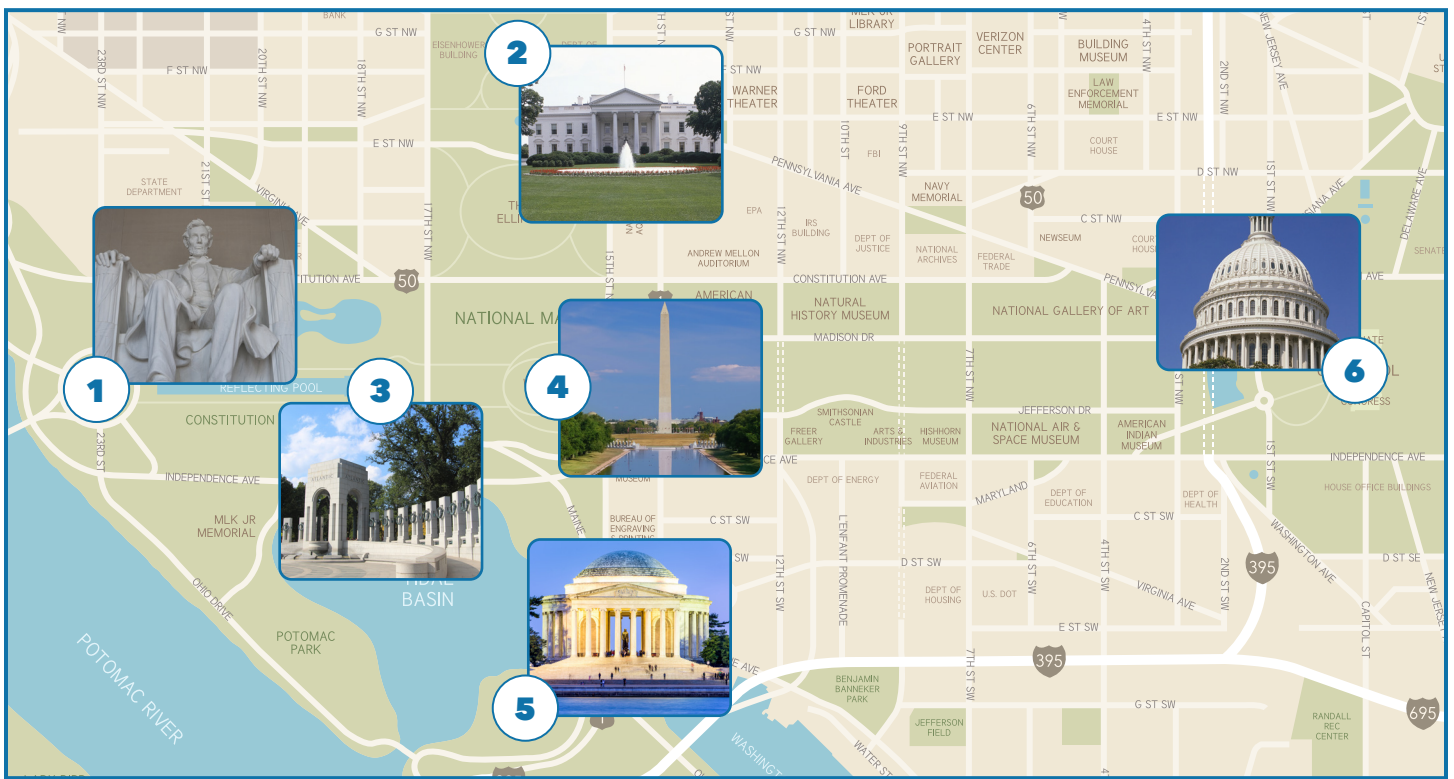 BANK
G ST NW
G ST NW
MLK JR
LIBRARY
VERIZON
CENTER
PORTRAIT
GALLERY
BUILDING
MUSEUM
4TH ST NW
NEW JERSEY AVE
EISENHOWER
BUILDING
DEPT OF
2
23RD ST NW
F ST NW
20TH ST NW
18TH ST NW
F ST NW
2ND ST NW
WARNER
THEATER
FORD
THEATER
LAW
ENFORCEMENT
MEMORIAL
6TH ST NW
E ST NW
E ST NW
E ST NW
10TH ST
9TH ST NW
FBI
COURT
HOUSE
PENNSYLVANIA AVE
D ST NW
1ST ST NW
STATE
DEPARTMENT
21ST ST
VIRGINIA AVE
17TH ST NW
NAVY
MEMORIAL
50
DELAWARE AVE
EPA
12TH ST NW
IRS
BUILDING
C ST NW
DEPT OF
JUSTICE
NEWSEUM
15TH ST N
ANDREW MELLON
AUDITORIUM
NATIONAL
ARCHIVES
FEDERAL
TRADE
50
CONSTITUTION AVE
AMERICAN
NATURAL
HISTORY MUSEUM
NATIONAL GALLERY OF ART
MADISON DR
1
REFLECTING POOL
3
4
6
7TH ST NW
CONSTITUTION
SMITHSONIAN
CASTLE
JEFFERSON DR
FREER
GALLERY
ARTS &
INDUSTRIES
HISHHORN
MUSEUM
NATIONAL AIR &
SPACE MUSEUM
AMERICAN
INDIAN
MUSEUM
23RD ST
INDEPENDENCE AVE
INDEPENDENCE AVE
1ST ST SW
MUSEUM
DEPT OF ENERGY
FEDERAL
AVIATION
MARYLAND
DEPT OF
EDUCATION
DEPT OF
HEALTH
HOUSE OFFICE BUILDINGS
MLK JR
MEMORIAL
MAINE
BUREAU OF
ENGRAVING
& PRINTING
C ST SW
C ST SW
L'ENFANT PROMENADE
WASHINGTON AVE
SW
12TH ST SW
D ST SW
6TH ST SW
4TH ST SW
2ND ST SW
395
D ST SE
TIDAL
BASIN
OHIO DRIVE
DEPT OF
HOUSING
U.S. DOT
VIRGINIA AVE
NEW JERSEY
CAPITOL ST
POTOMAC
PARK
E ST SW
POTOMAC RIVER
7TH ST SW
395
5
BENJAMIN
BANNEKER
PARK
G ST SW
695
JEFFERSON
FIELD
RANDALL
REC
CENTER
WATER ST